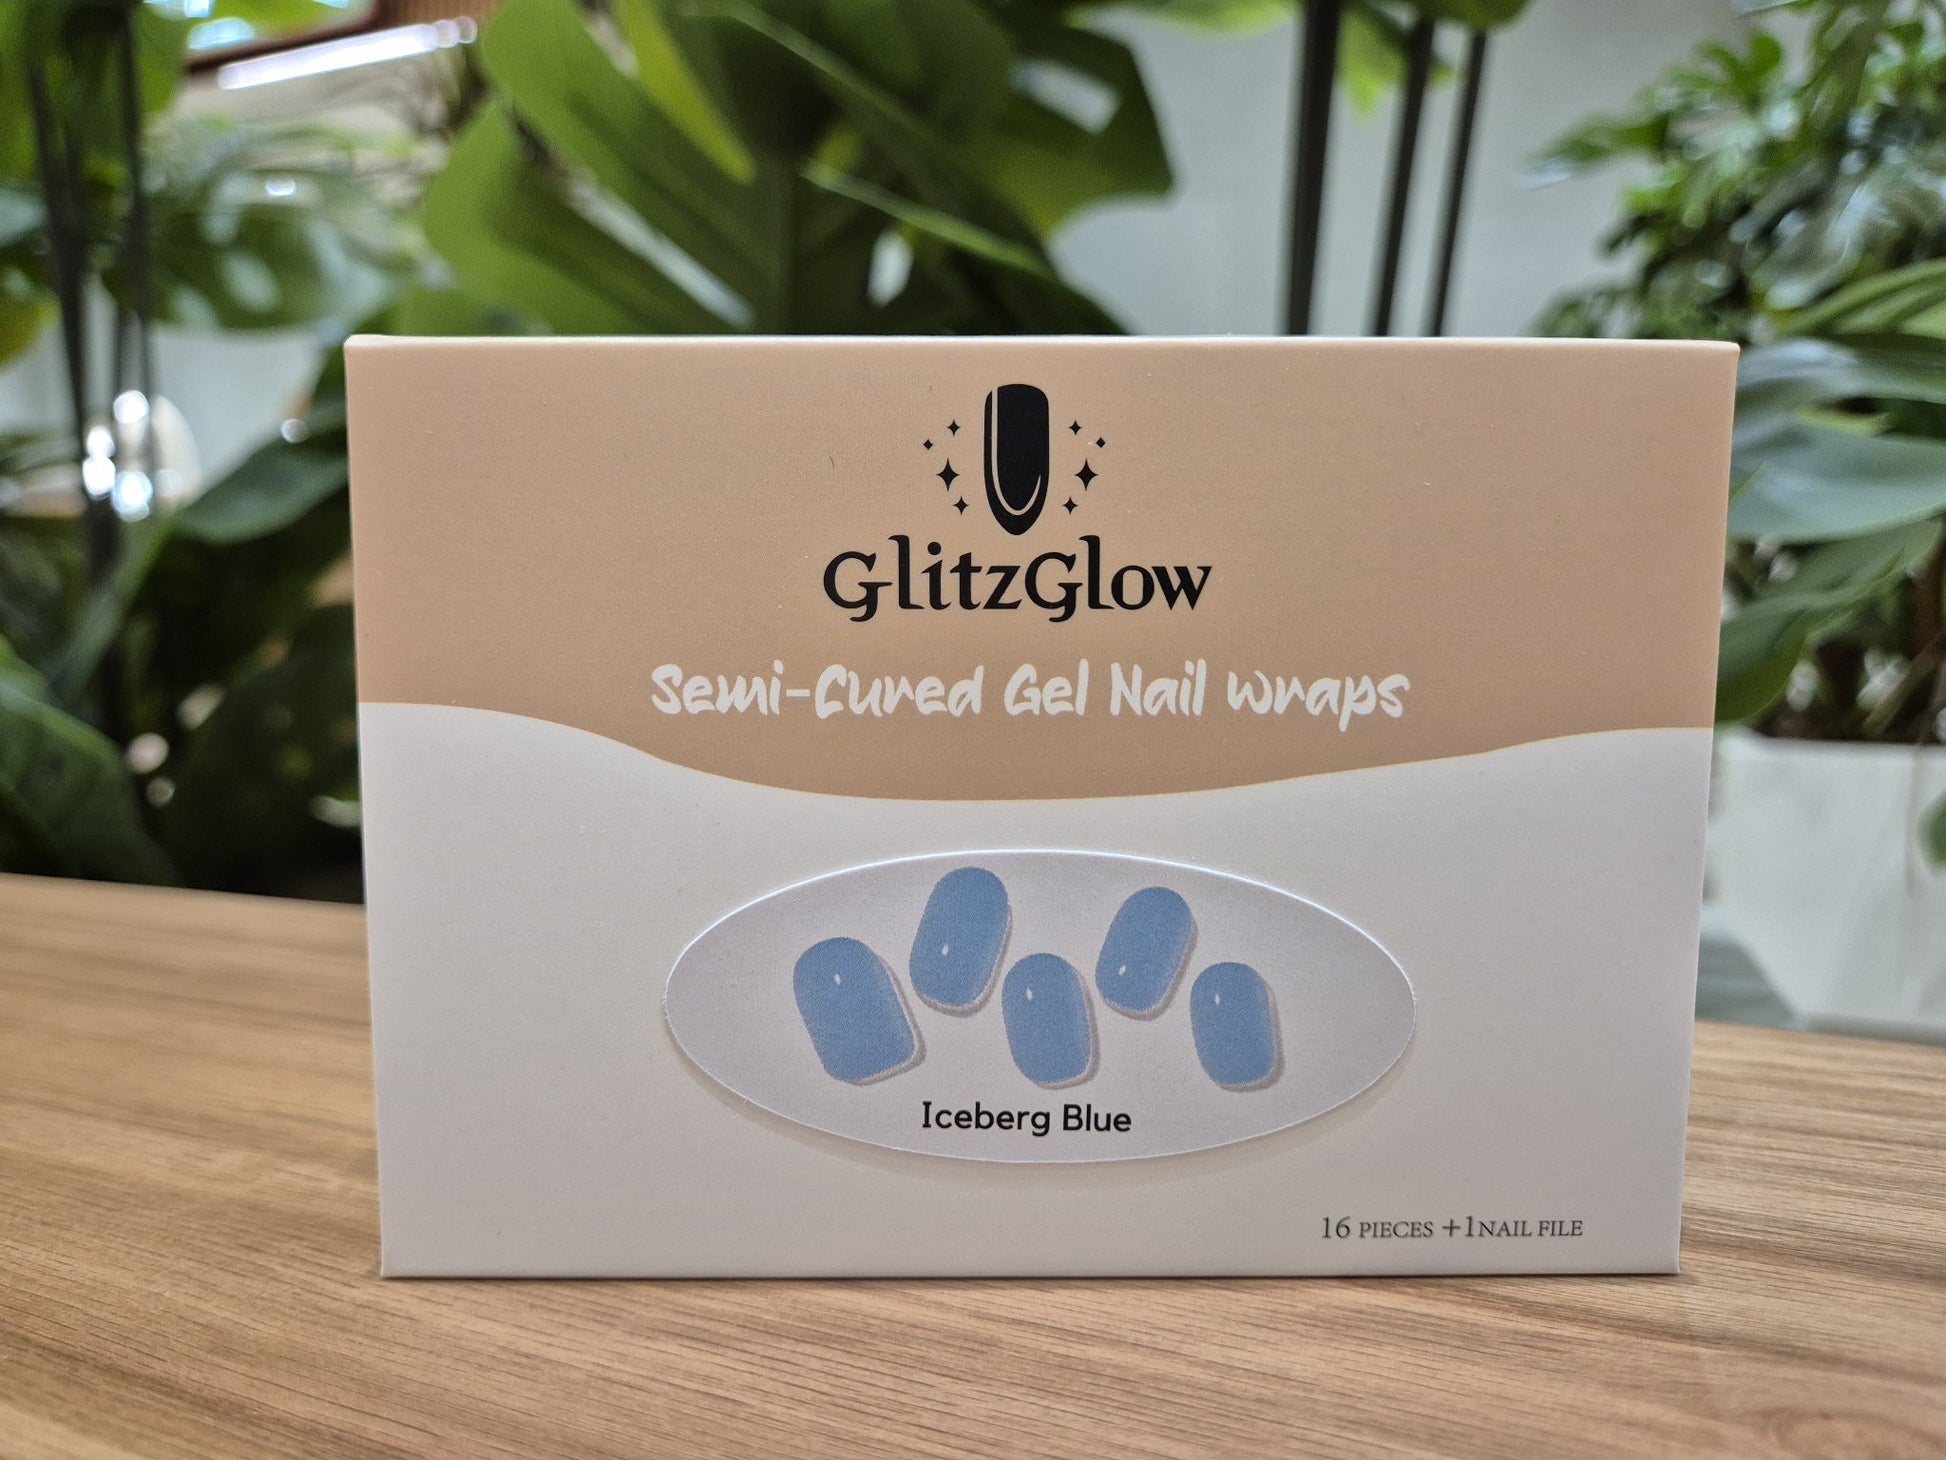 GlitzGlow
Semi-Cured Gel Nail wraps
Iceberg Blue
16 PIECES +1NAIL FILE